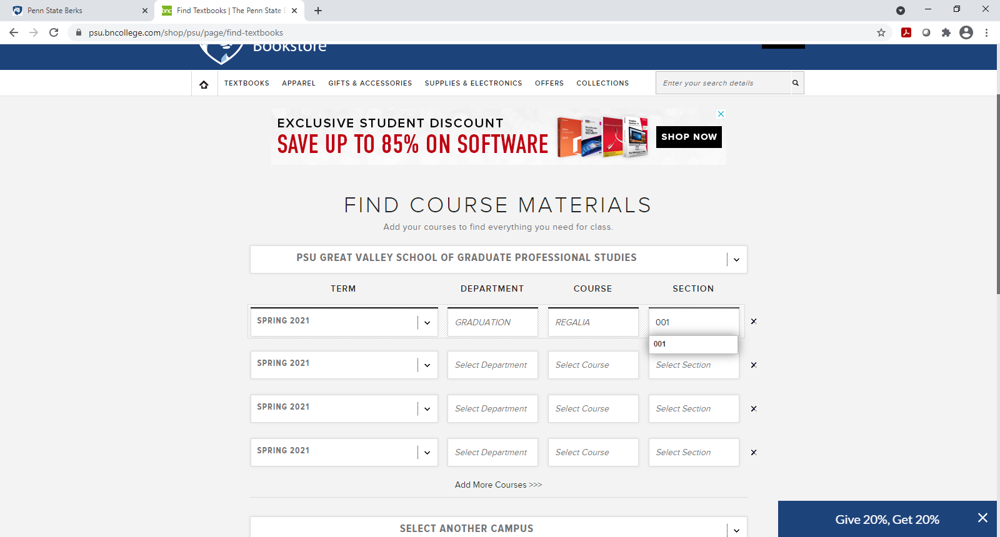 Penn State Berks
Find Textbooks | The Penn State B
psu.bncollege.com/shop/psu/page/find-textbooks
Bookstore
TEXTBOOKS APPAREL GIFTS & ACCESSORIES SUPPLIES & ELECTRONICS OFFERS COLLECTIONS Enter your search details
EXCLUSIVE STUDENT DISCOUNT
SAVE UP TO 85% ON SOFTWARE
SHOP NOW
FIND COURSE MATERIALS
Add your courses to find everything you need for class.
PSU GREAT VALLEY SCHOOL OF GRADUATE PROFESSIONAL STUDIES
TERM DEPARTMENT COURSE SECTION
SPRING 2021 GRADUATION REGALIA 001
001
SPRING 2021 Select Department Select Course Select Section
SPRING 2021 Select Department Select Course Select Section
SPRING 2021 Select Department Select Course Select Section
Add More Courses >>>
SELECT ANOTHER CAMPUS
Give 20%, Get 20%